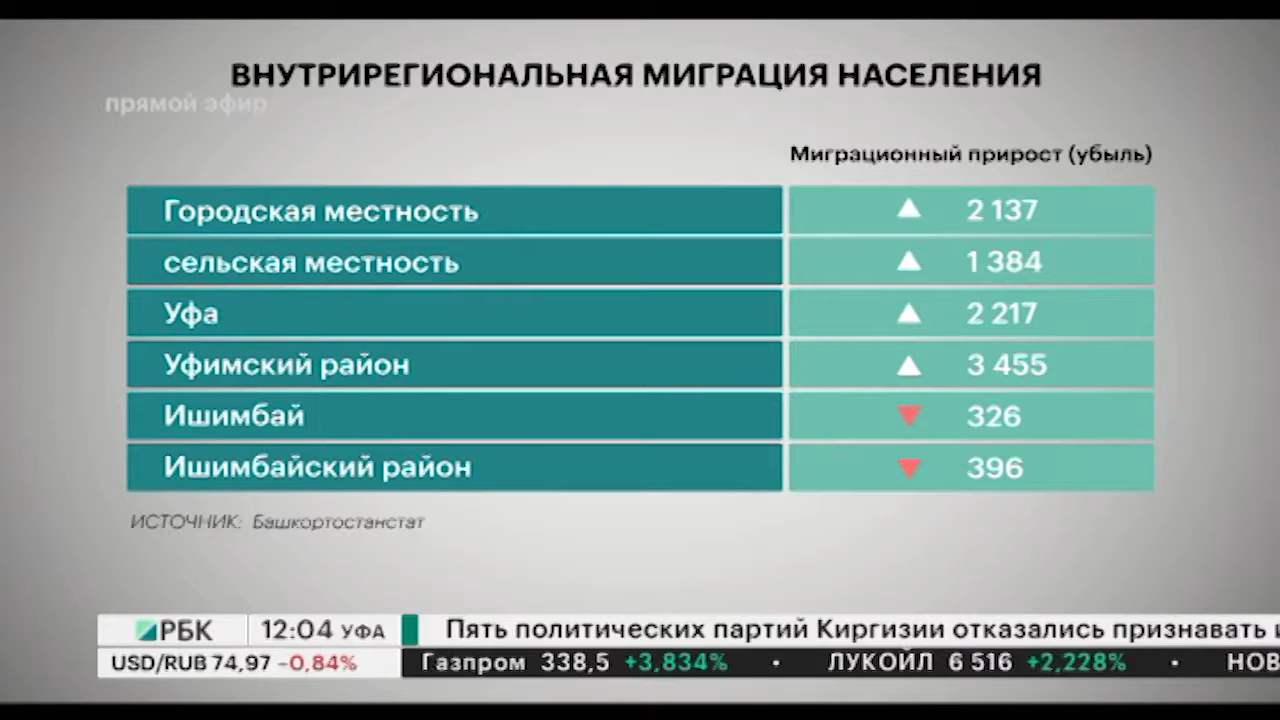 ВНУТРИРЕГИОНАЛЬНАЯ МИГРАЦИЯ НАСЕЛЕНИЯ
прямой эфир
Миграционный прирост (убыль)
Городская местность 2 137
сельская местность 1 384
Уфа 2 217
Уфимский район 3 455
Ишимбай 326
Ишимбайский район 396
ИСТОЧНИК: Башкортостанстат
РБК 12:04 УФА Пять политических партий Киргизии отказались признавать
USD/RUB 74,97 -0,84% Газпром 338,5 +3,834% • ЛУКОЙЛ 6 516 +2,228% • НОВ